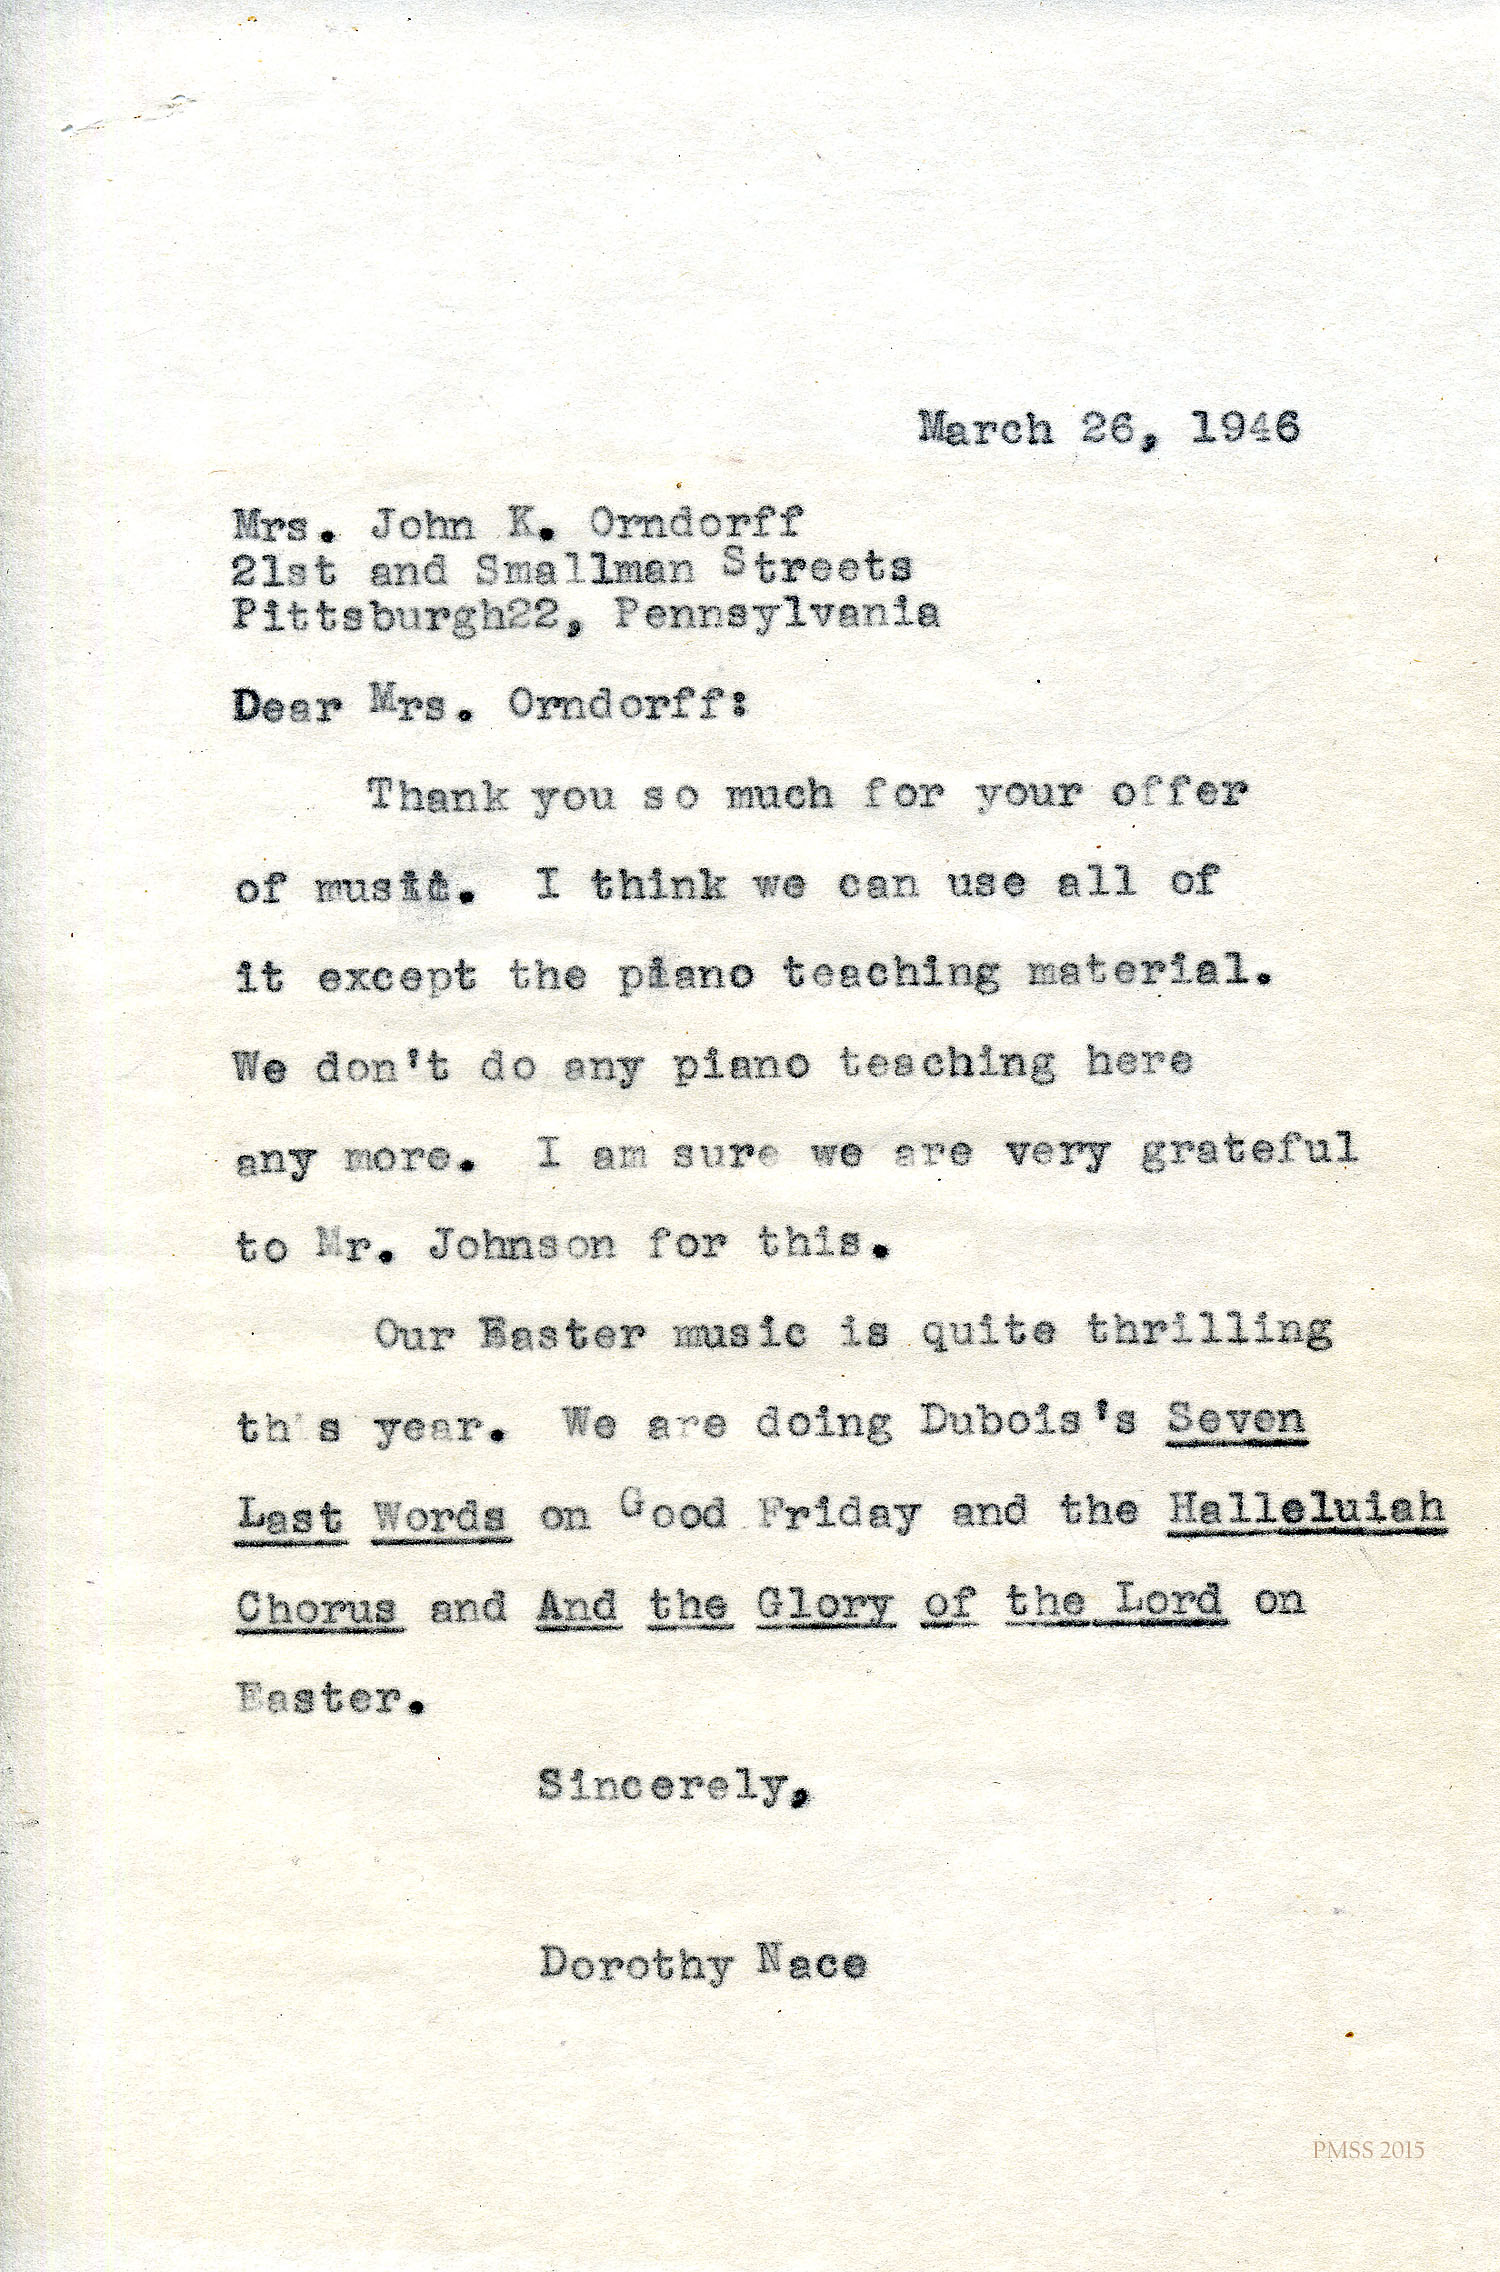 March 26, 1946
Mrs. John K. Orndorff
21st and Smallman Streets
Pittsburgh22, Pennsylvania
Dear Mrs. Orndorff:
Thank you so much for your offer
of music. I think we can use all of
it except the piano teaching material.
We don't do any piano teaching here
any more. I am sure we are very grateful
to Mr. Johnson for this.
Our Easter music is quite thrilling
this year. We are doing Dubois's Seven
Last Words on Good Friday and the Halleluiah
Chorus and And the Glory of the Lord on
Easter.
Sincerely,
Dorothy Nace
PMSS 2015